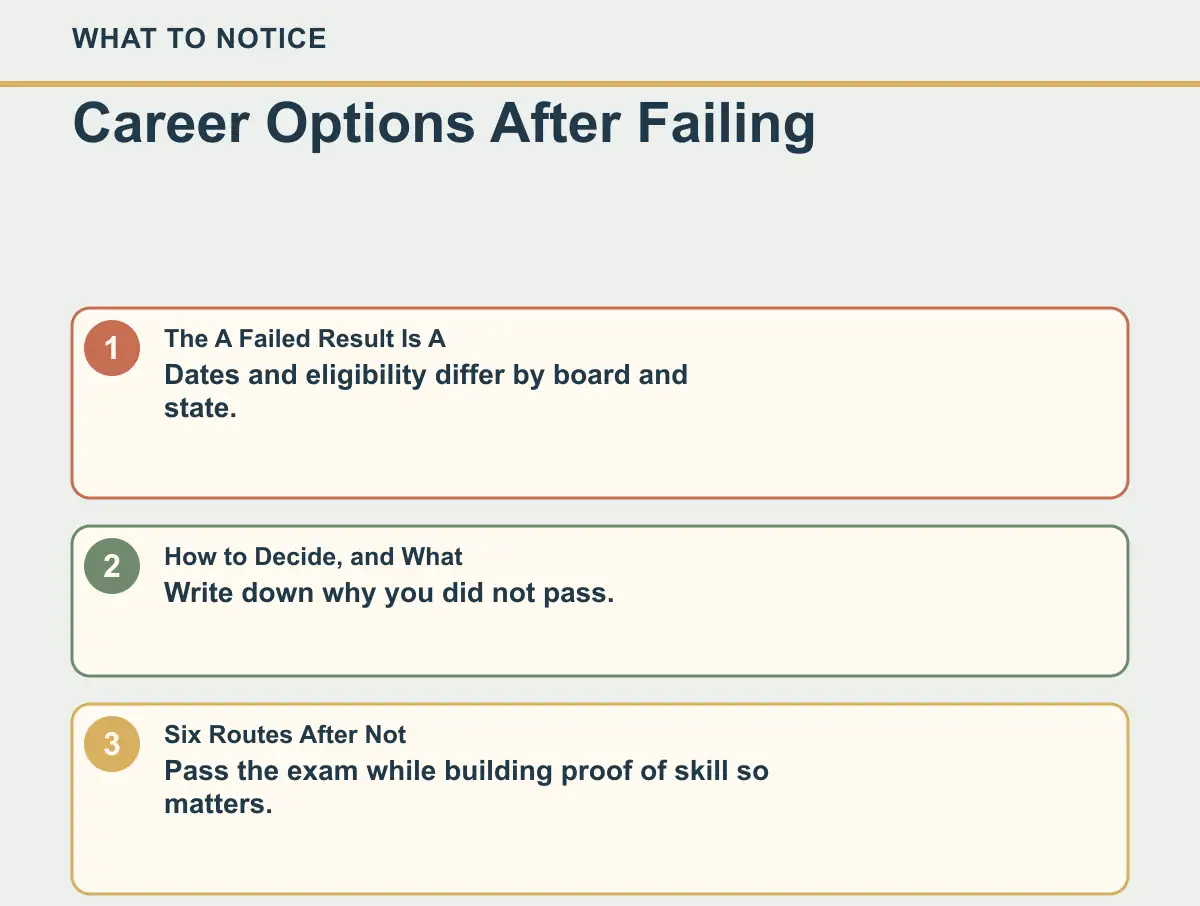 WHAT TO NOTICE
Career Options After Failing
1
The A Failed Result Is A
Dates and eligibility differ by board and
state.
2
How to Decide, and What
Write down why you did not pass.
3
Six Routes After Not
Pass the exam while building proof of skill so
matters.